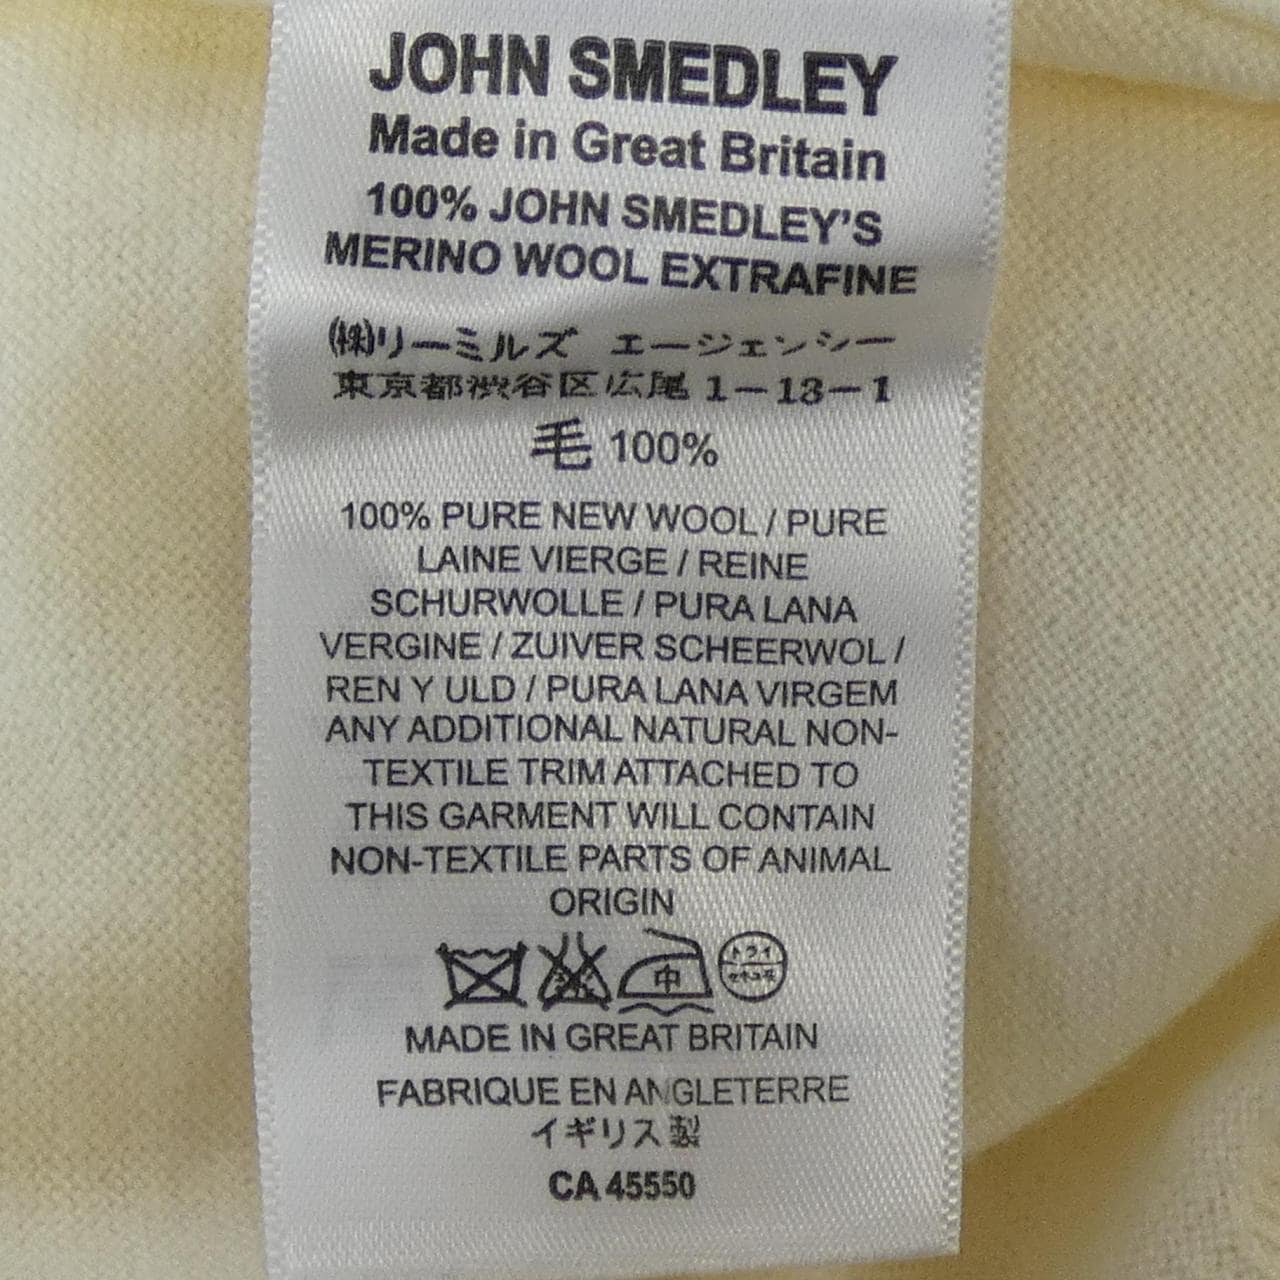 JOHN SMEDLEY
Made in Great Britain
100% JOHN SMEDLEY'S
MERINO WOOL EXTRAFINE
㈱リーミルズ エージェンシー
東京都渋谷区広尾1−13−1
毛 100%
100% PURE NEW WOOL / PURE
LAINE VIERGE / REINE
SCHURWOLLE / PURA LANA
VERGINE / ZUIVER SCHEERWOL /
REN Y ULD / PURA LANA VIRGEM
ANY ADDITIONAL NATURAL NON-
TEXTILE TRIM ATTACHED TO
THIS GARMENT WILL CONTAIN
NON-TEXTILE PARTS OF ANIMAL
ORIGIN
中 ドライ
MADE IN GREAT BRITAIN
FABRIQUE EN ANGLETERRE
イギリス製
CA 45550